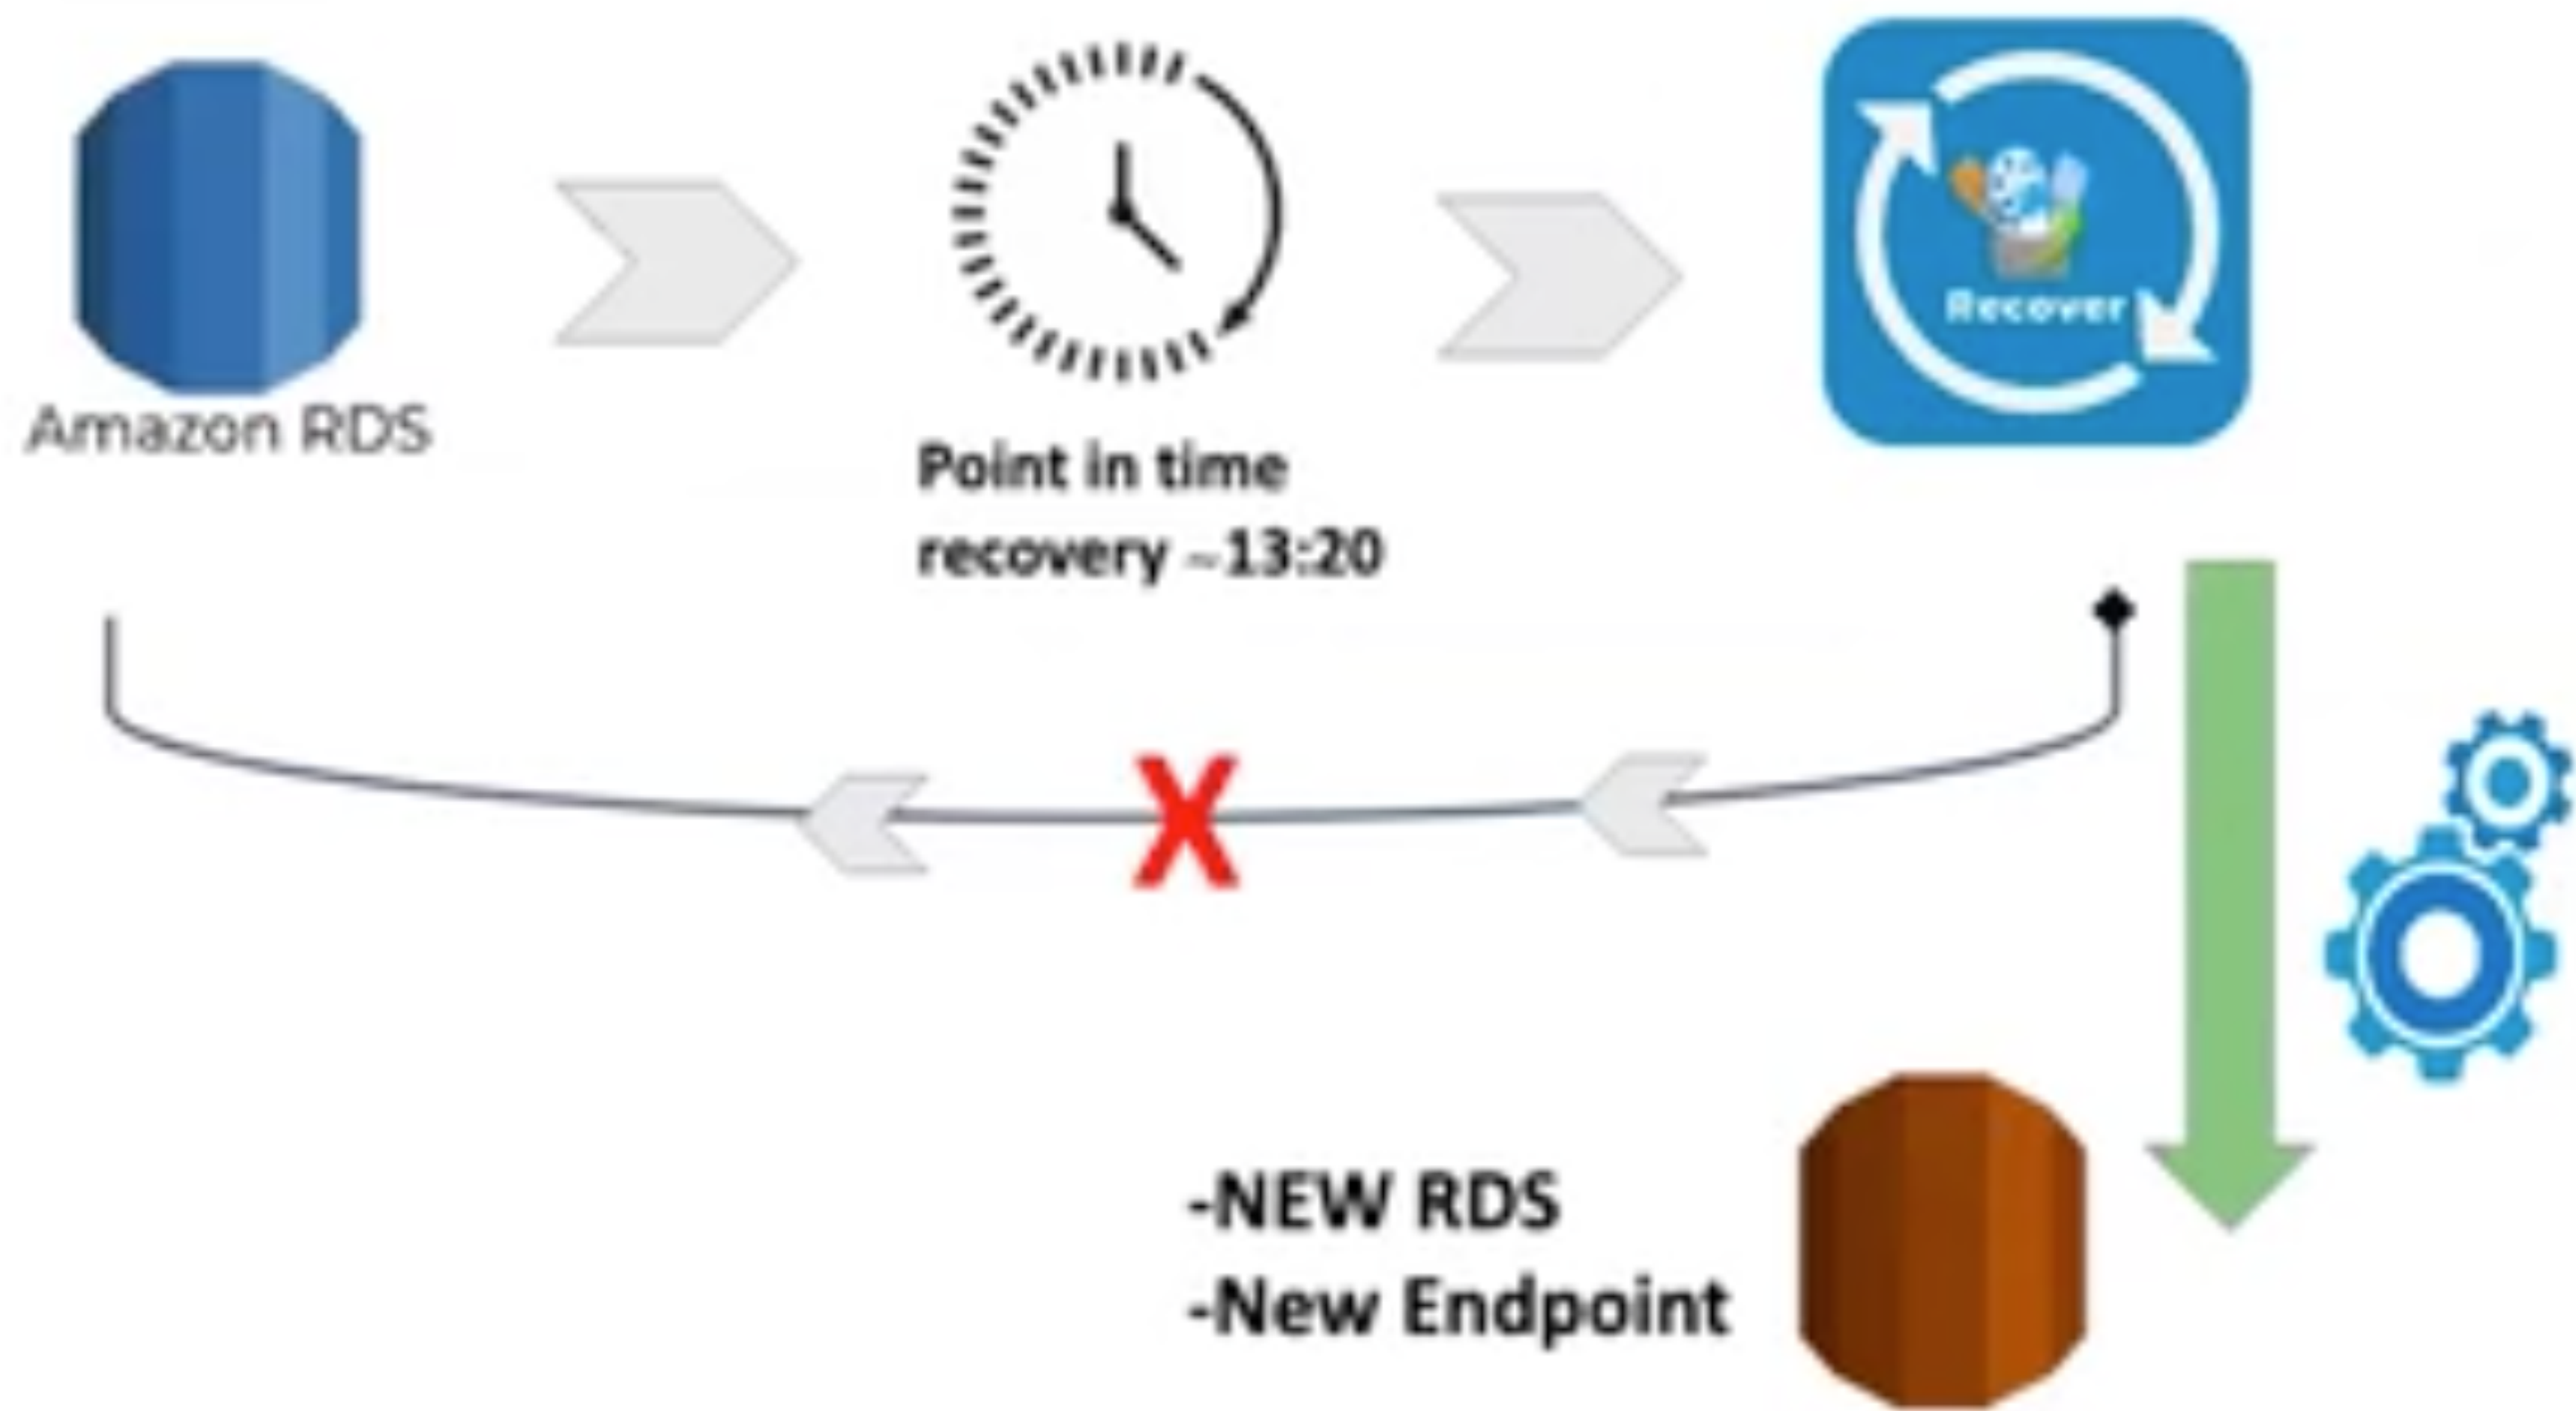 Recover
Amazon RDS
Point in time
recovery ~13:20
X
-NEW RDS
-New Endpoint